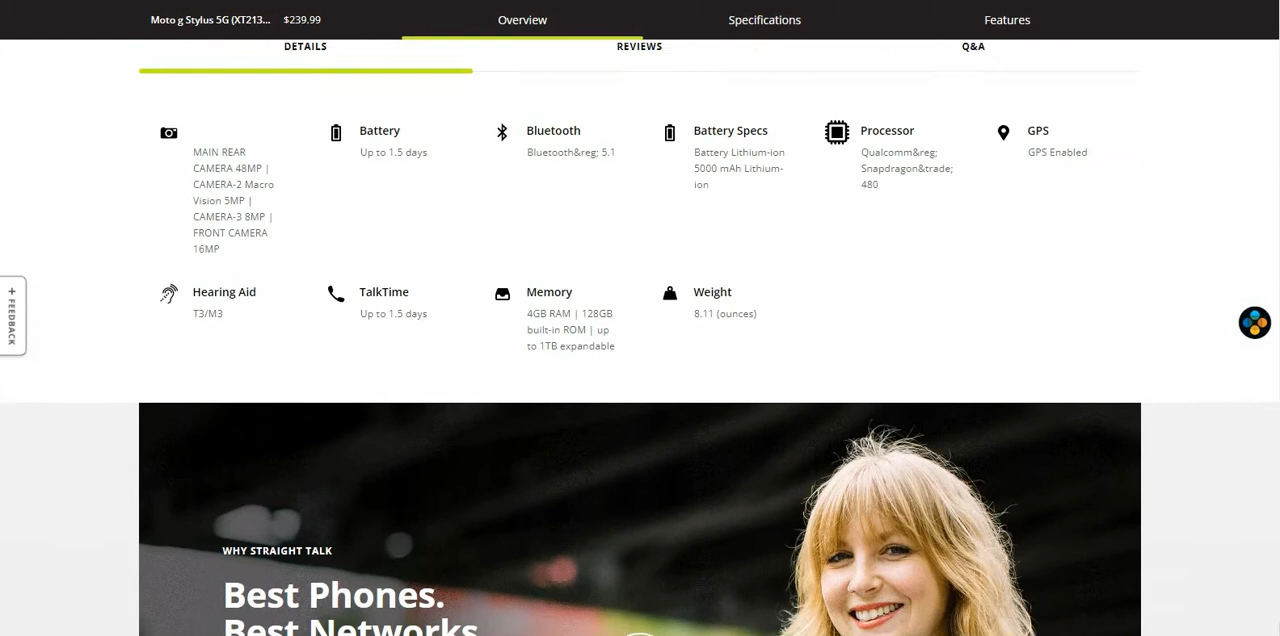 Moto g Stylus 5G (XT213... $239.99
Overview
Specifications
Features
DETAILS
REVIEWS
Q&A
MAIN REAR
CAMERA 48MP |
CAMERA-2 Macro
Vision 5MP |
CAMERA-3 8MP |
FRONT CAMERA
16MP
Battery
Up to 1.5 days
Bluetooth
Bluetooth&reg; 5.1
Battery Specs
Battery Lithium-ion
5000 mAh Lithium-
ion
Processor
Qualcomm&reg;
Snapdragon&trade;
480
GPS
GPS Enabled
Hearing Aid
T3/M3
TalkTime
Up to 1.5 days
Memory
4GB RAM | 128GB
built-in ROM | up
to 1TB expandable
Weight
8.11 (ounces)
+ FEEDBACK
WHY STRAIGHT TALK
Best Phones.
Best Networks